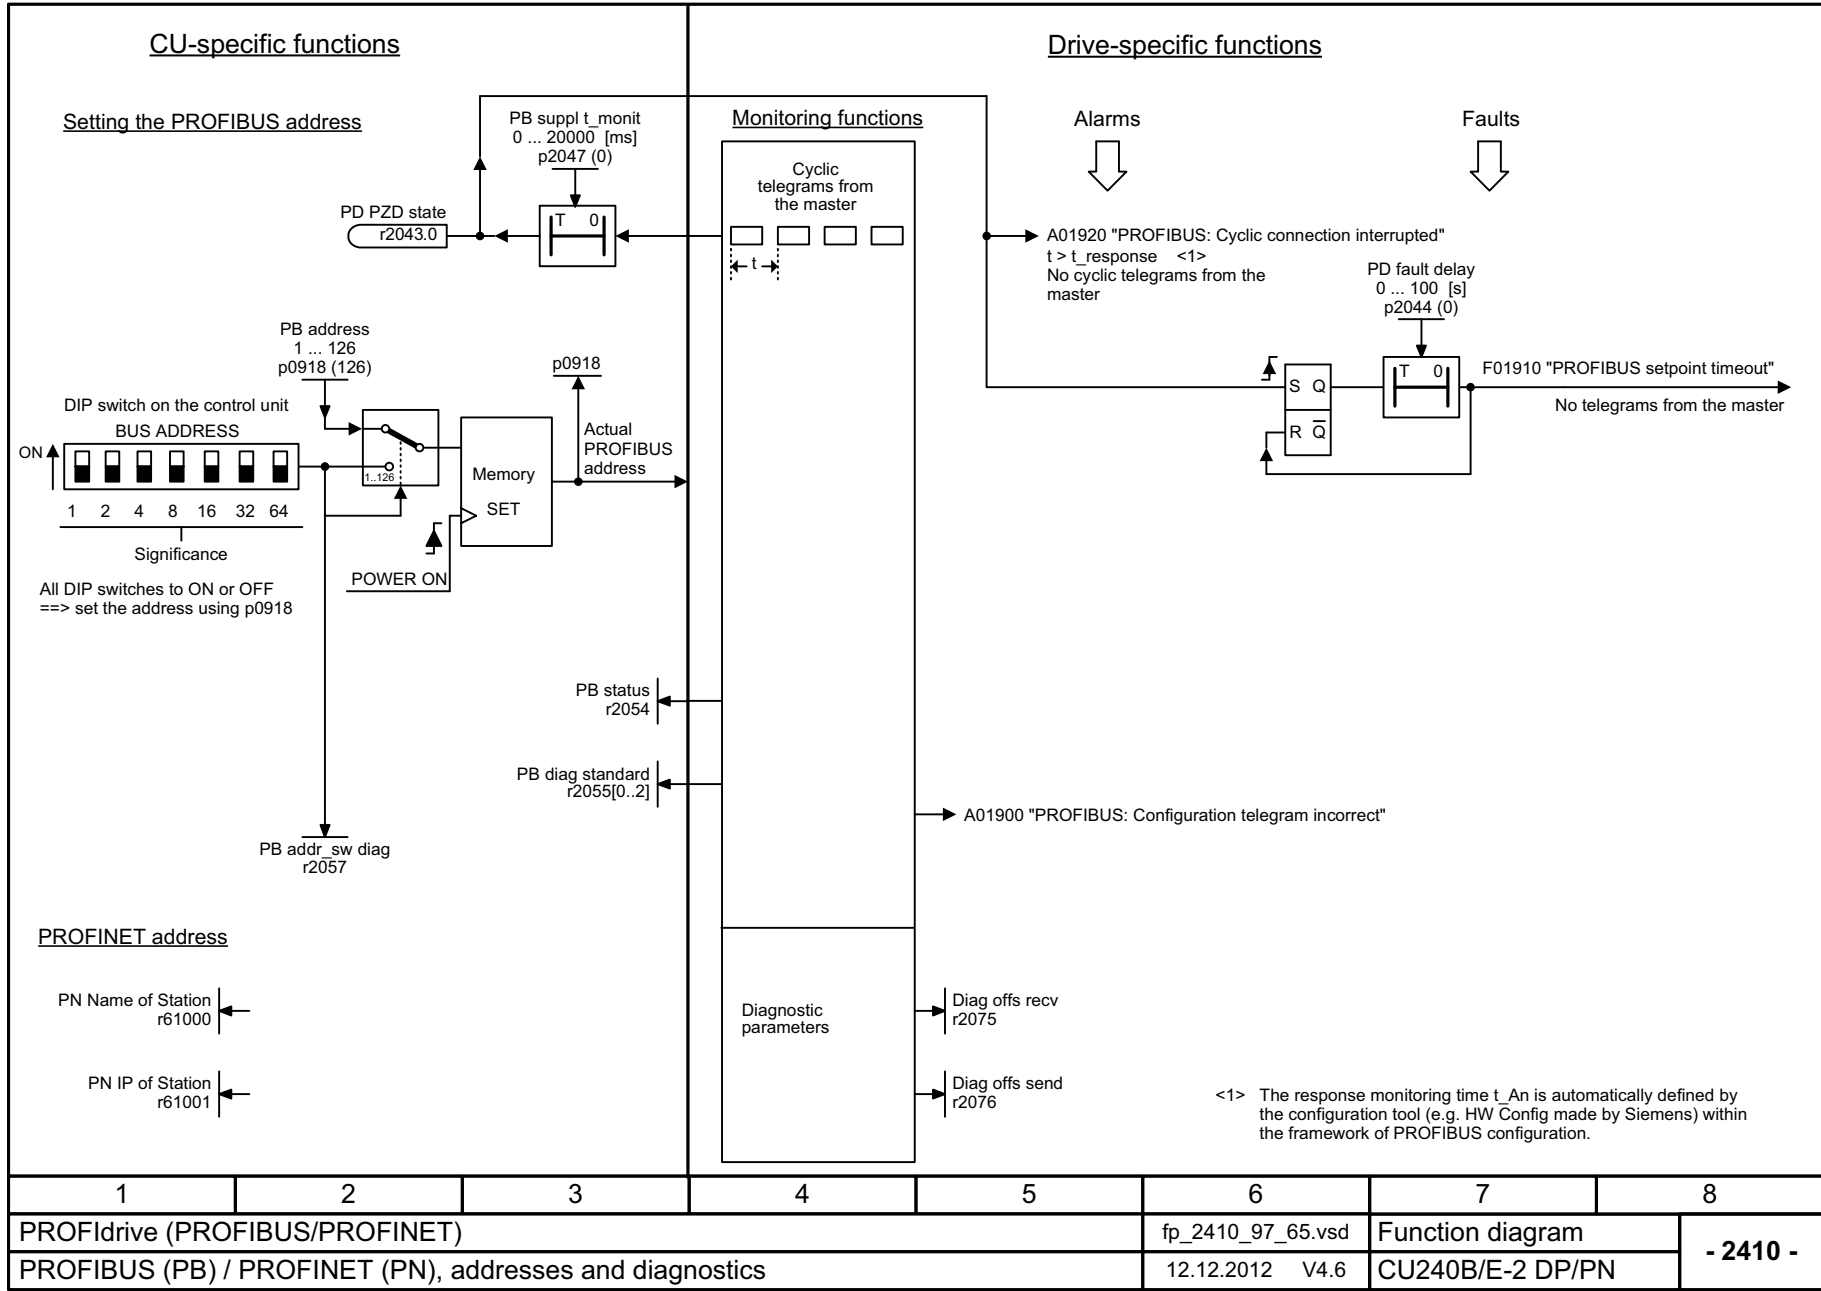 CU-specific functions
Drive-specific functions
Setting the PROFIBUS address
PB suppl t_monit
0 ... 20000 [ms]
p2047 (0)
Monitoring functions
Alarms
Faults
Cyclic
telegrams from
the master
T 0
PD PZD state
r2043.0
t
A01920 "PROFIBUS: Cyclic connection interrupted"
t > t_response <1>
No cyclic telegrams from the
master
PD fault delay
0 ... 100 [s]
p2044 (0)
PB address
1 ... 126
p0918 (126)
p0918
S Q
R Q̅
T 0
F01910 "PROFIBUS setpoint timeout"
No telegrams from the master
DIP switch on the control unit
BUS ADDRESS
ON
1..126
Memory
SET
Actual
PROFIBUS
address
1 2 4 8 16 32 64
Significance
POWER ON
All DIP switches to ON or OFF
==> set the address using p0918
PB status
r2054
PB diag standard
r2055[0..2]
A01900 "PROFIBUS: Configuration telegram incorrect"
PB addr_sw diag
r2057
PROFINET address
PN Name of Station
r61000
Diagnostic
parameters
Diag offs recv
r2075
PN IP of Station
r61001
Diag offs send
r2076
<1> The response monitoring time t_An is automatically defined by
the configuration tool (e.g. HW Config made by Siemens) within
the framework of PROFIBUS configuration.
1 2 3 4 5 6 7 8
PROFIdrive (PROFIBUS/PROFINET)
fp_2410_97_65.vsd
Function diagram
- 2410 -
PROFIBUS (PB) / PROFINET (PN), addresses and diagnostics
12.12.2012 V4.6
CU240B/E-2 DP/PN